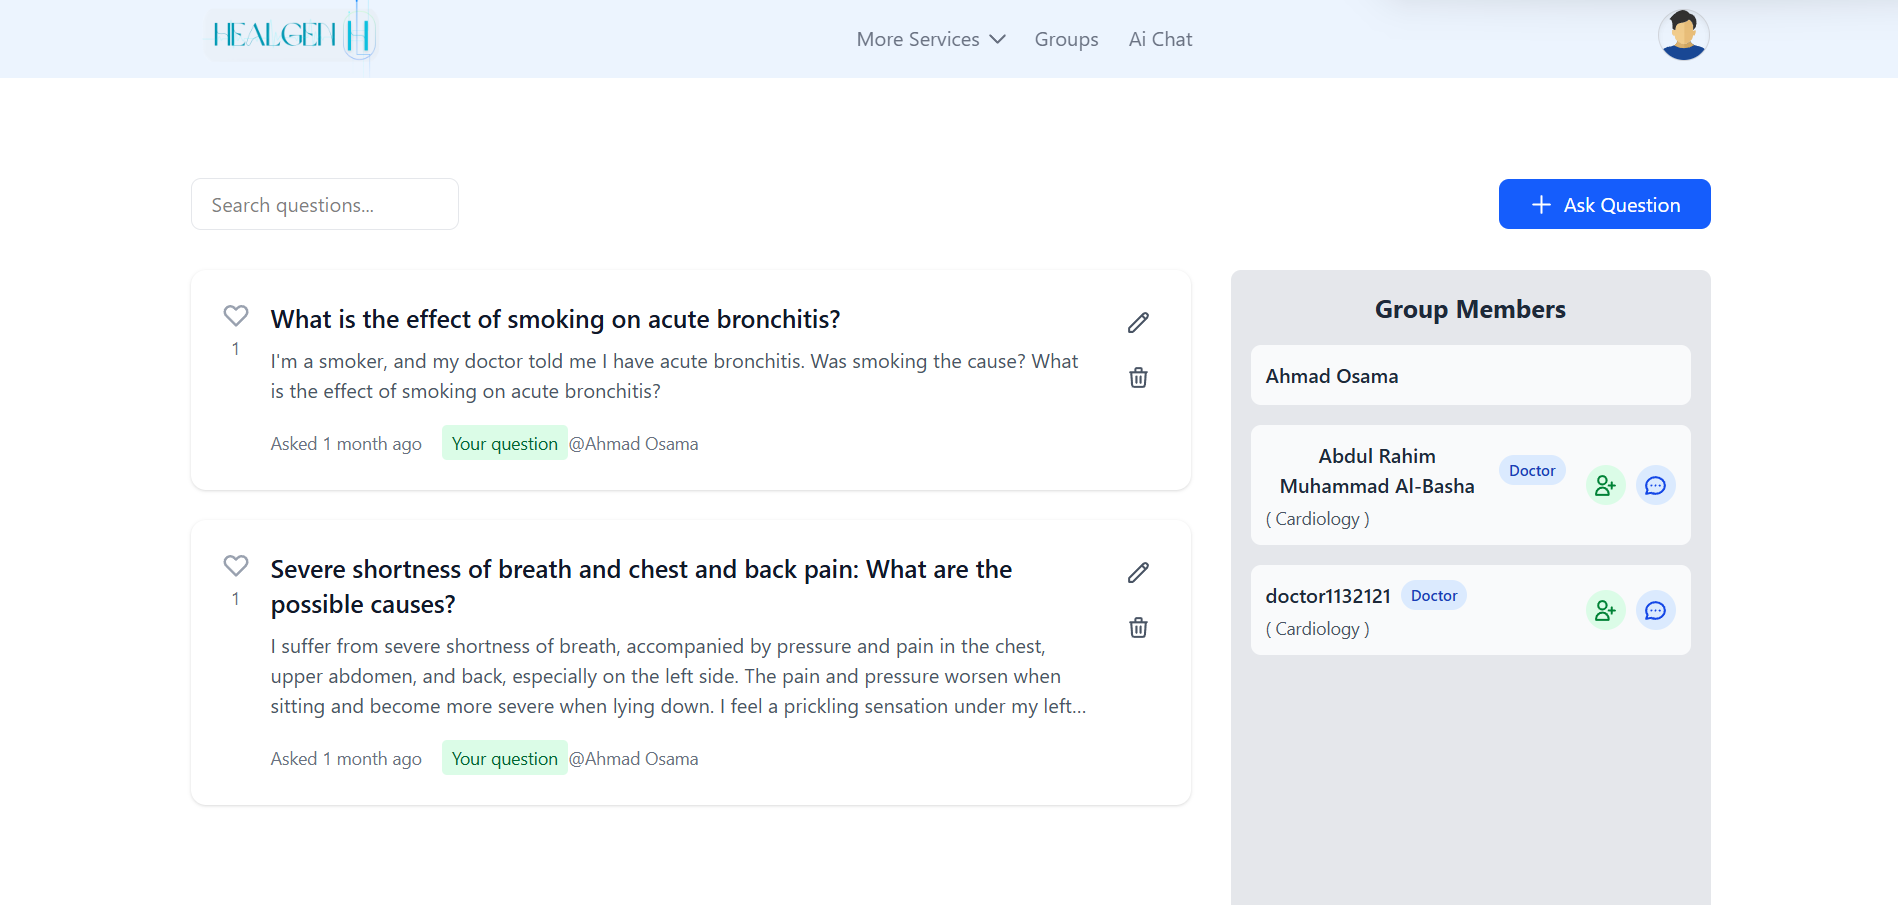 HEALGEN H
More Services
Groups
Ai Chat
Search questions...
Ask Question
What is the effect of smoking on acute bronchitis?
1
I'm a smoker, and my doctor told me I have acute bronchitis. Was smoking the cause? What
is the effect of smoking on acute bronchitis?
Asked 1 month ago
Your question
@Ahmad Osama
Severe shortness of breath and chest and back pain: What are the
possible causes?
1
I suffer from severe shortness of breath, accompanied by pressure and pain in the chest,
upper abdomen, and back, especially on the left side. The pain and pressure worsen when
sitting and become more severe when lying down. I feel a prickling sensation under my left...
Asked 1 month ago
Your question
@Ahmad Osama
Group Members
Ahmad Osama
Abdul Rahim
Muhammad Al-Basha
Doctor
( Cardiology )
doctor1132121
Doctor
( Cardiology )